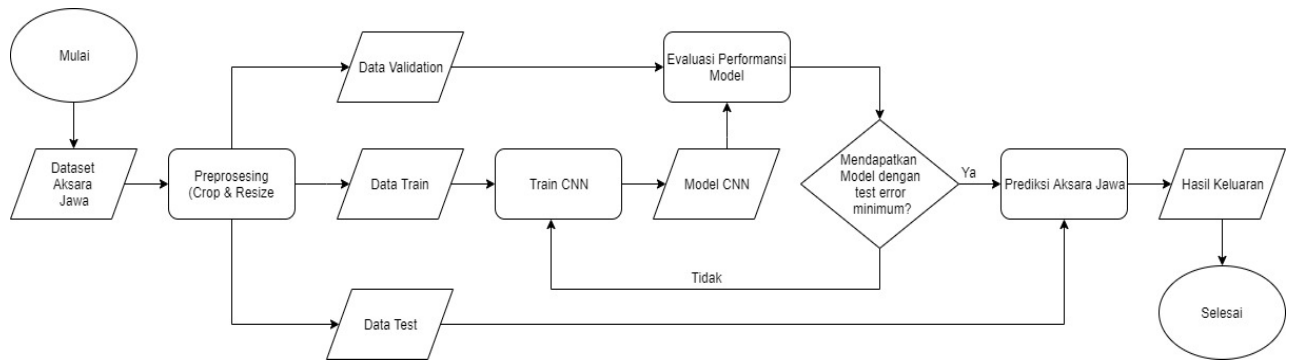 Mulai
Dataset
Aksara
Jawa
Preprosesing
(Crop & Resize
Data Validation
Data Train
Data Test
Train CNN
Model CNN
Evaluasi Performansi
Model
Mendapatkan
Model dengan
test error
minimum?
Ya
Tidak
Prediksi Aksara Jawa
Hasil Keluaran
Selesai